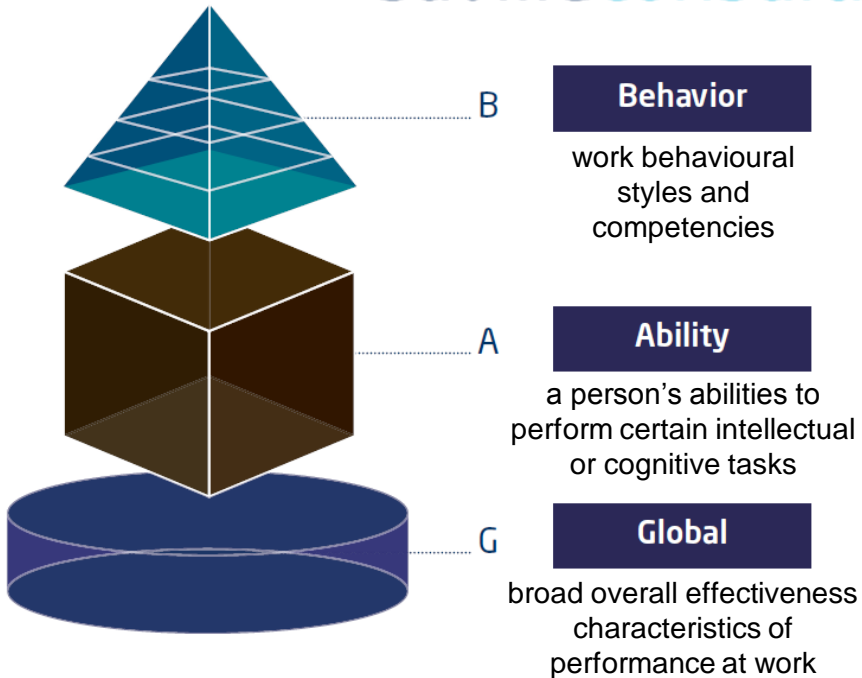 B
Behavior
work behavioural
styles and
competencies
A
Ability
a person's abilities to
perform certain intellectual
or cognitive tasks
G
Global
broad overall effectiveness
characteristics of
performance at work